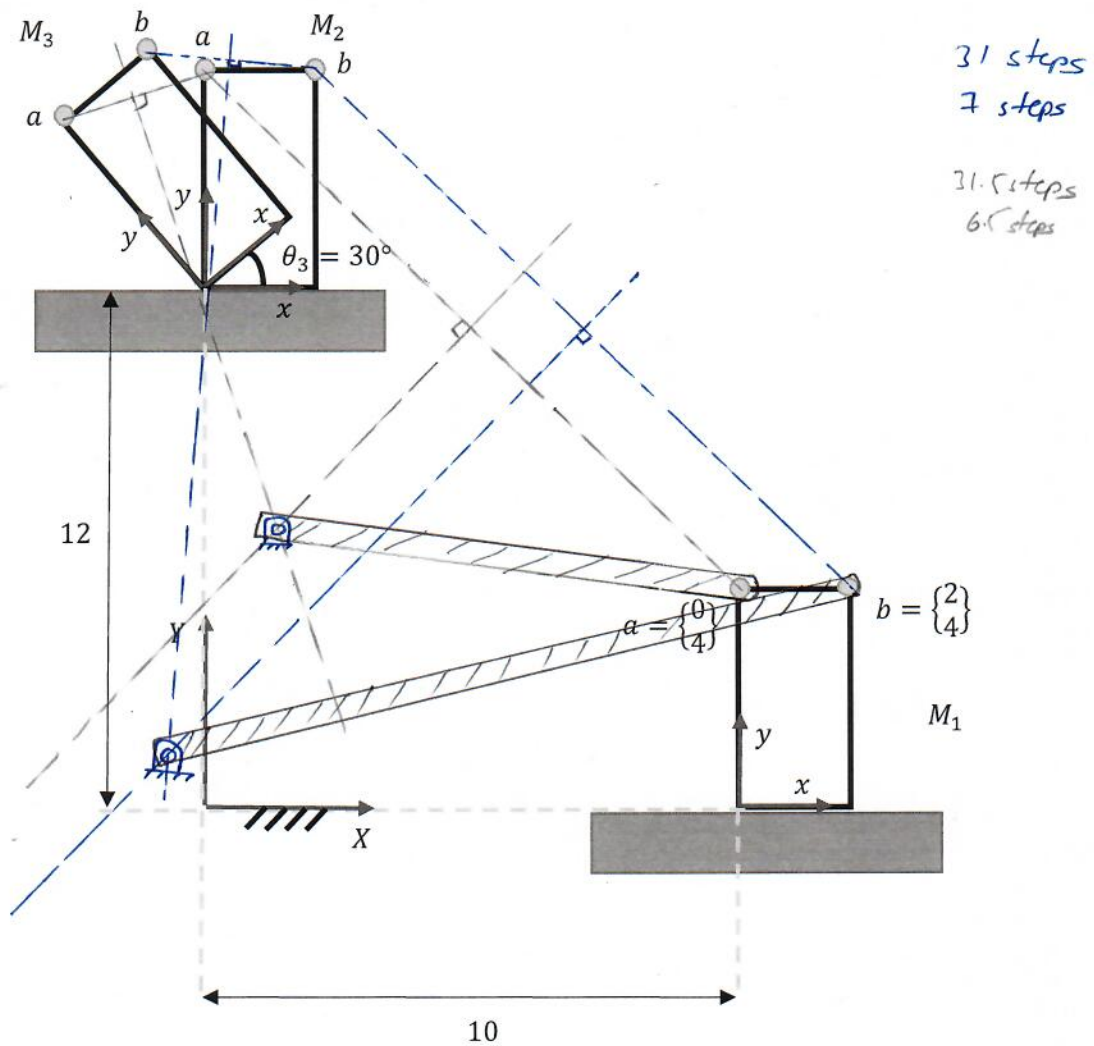 M₃
b
a
M₂
b
a
31 steps
7 steps
31.5 steps
6.5 steps
y
x
y
θ₃ = 30°
x
12
a = {0 4}
b = {2 4}
Y
M₁
y
x
X
10